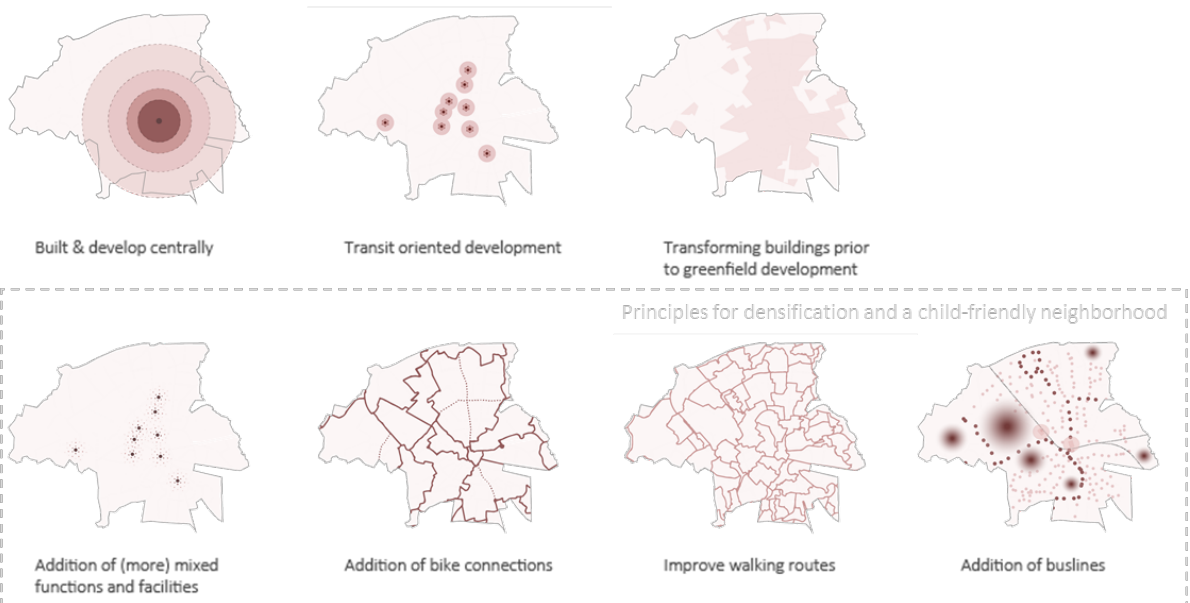 Built & develop centrally
Transit oriented development
Transforming buildings prior
to greenfield development
Principles for densification and a child-friendly neighborhood
Addition of (more) mixed
functions and facilities
Addition of bike connections
Improve walking routes
Addition of buslines